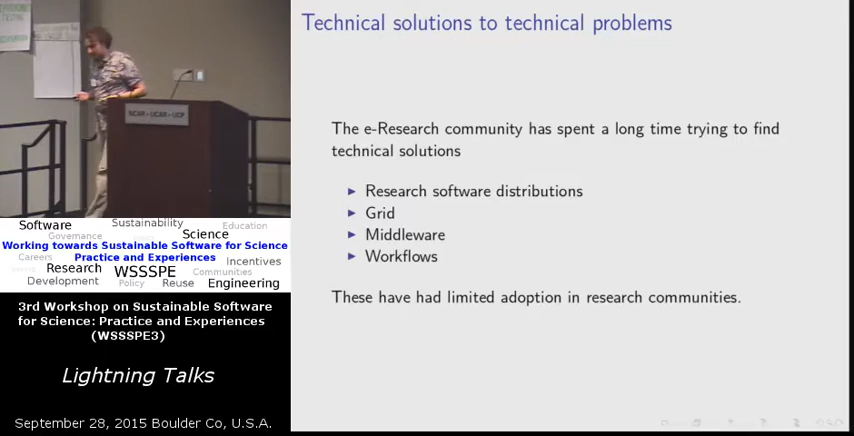 Technical solutions to technical problems
The e-Research community has spent a long time trying to find
technical solutions
Research software distributions
Grid
Middleware
Workflows
These have had limited adoption in research communities.
NCAR • UCAR • UCP
Software
Sustainability
Education
Governance
Science
Working towards Sustainable Software for Science
Practice and Experiences
Careers
Incentives
Research
WSSSPE
Communities
Development
Policy
Reuse
Engineering
3rd Workshop on Sustainable Software
for Science: Practice and Experiences
(WSSSPE3)
Lightning Talks
September 28, 2015 Boulder Co, U.S.A.